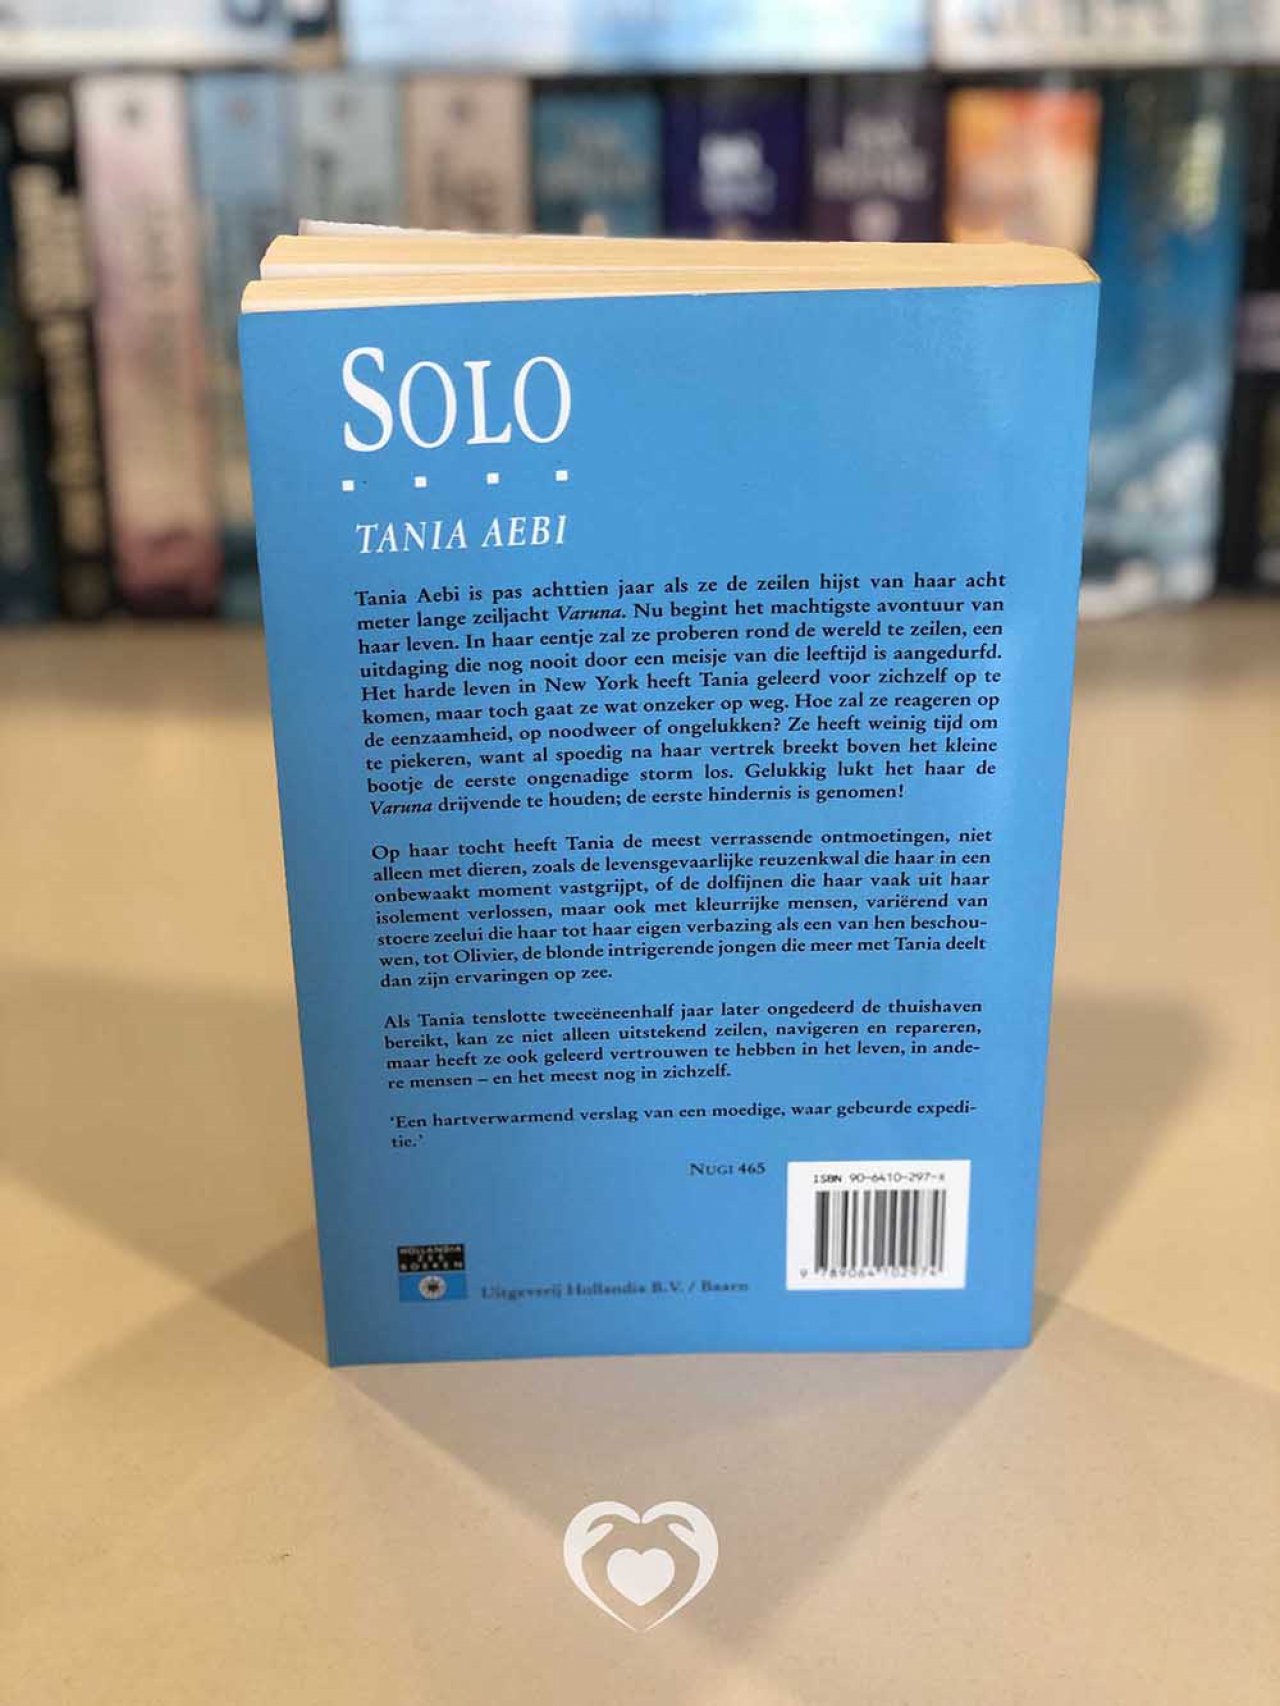 SOLO
TANIA AEBI
Tania Aebi is pas achttien jaar als ze de zeilen hijst van haar acht
meter lange zeiljacht Varuna. Nu begint het machtigste avontuur van
haar leven. In haar eentje zal ze proberen rond de wereld te zeilen, een
uitdaging die nog nooit door een meisje van die leeftijd is aangedurfd.
Het harde leven in New York heeft Tania geleerd voor zichzelf op te
komen, maar toch gaat ze wat onzeker op weg. Hoe zal ze reageren op
de eenzaamheid, op noodweer of ongelukken? Ze heeft weinig tijd om
te piekeren, want al spoedig na haar vertrek breekt boven het kleine
bootje de eerste ongenadige storm los. Gelukkig lukt het haar de
Varuna drijvende te houden; de eerste hindernis is genomen!
Op haar tocht heeft Tania de meest verrassende ontmoetingen, niet
alleen met dieren, zoals de levensgevaarlijke reuzenkwal die haar in een
onbewaakt moment vastgrijpt, of de dolfijnen die haar vaak uit haar
isolement verlossen, maar ook met kleurrijke mensen, variërend van
stoere zeelui die haar tot haar eigen verbazing als een van hen beschou-
wen, tot Olivier, de blonde intrigerende jongen die meer met Tania deelt
dan zijn ervaringen op zee.
Als Tania tenslotte tweeëneenhalf jaar later ongedeerd de thuishaven
bereikt, kan ze niet alleen uitstekend zeilen, navigeren en repareren,
maar heeft ze ook geleerd vertrouwen te hebben in het leven, in ande-
re mensen – en het meest nog in zichzelf.
'Een hartverwarmend verslag van een moedige, waar gebeurde expedi-
tie.'
NUGI 465
ISBN 90-6410-297-x
9 789064 102974
HOLLANDIA
ZEE
BOEKEN
Uitgeverij Hollandia B.V. / Baarn